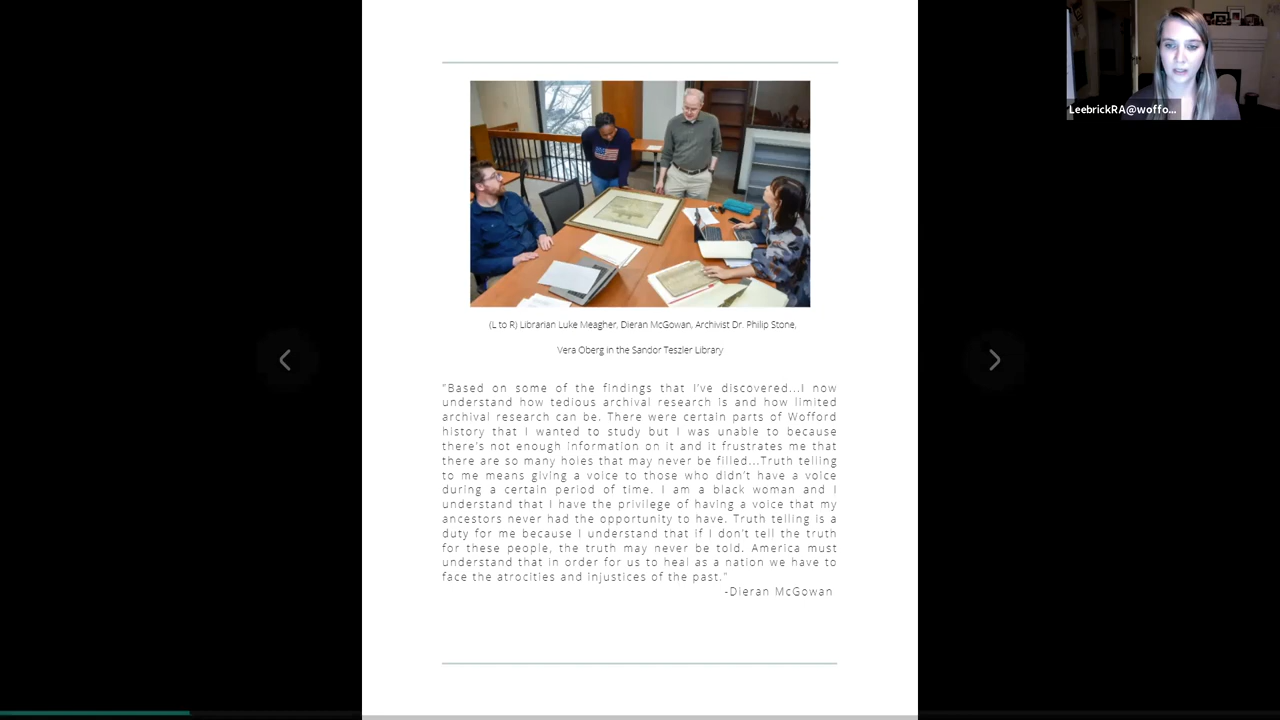 LeebrickRA@woffo...
(L to R) Librarian Luke Meagher, Dieran McGowan, Archivist Dr. Philip Stone,
Vera Oberg in the Sandor Teszler Library
"Based on some of the findings that I've discovered...I now
understand how tedious archival research is and how limited
archival research can be. There were certain parts of Wofford
history that I wanted to study but I was unable to because
there's not enough information on it and it frustrates me that
there are so many holes that may never be filled...Truth telling
to me means giving a voice to those who didn't have a voice
during a certain period of time. I am a black woman and I
understand that I have the privilege of having a voice that my
ancestors never had the opportunity to have. Truth telling is a
duty for me because I understand that if I don't tell the truth
for these people, the truth may never be told. America must
understand that in order for us to heal as a nation we have to
face the atrocities and injustices of the past."
-Dieran McGowan